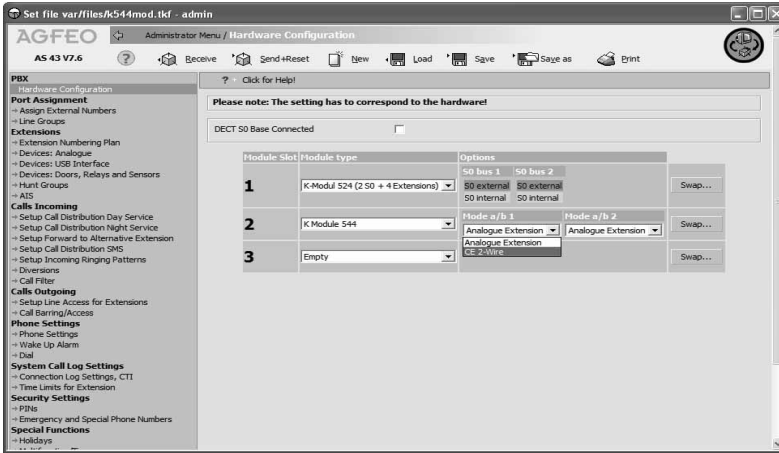 Set file var/files/k544mod.tkf - admin
AGFEO
Administrator Menu / Hardware Configuration
AS 43 V7.6
?
Receive
Send+Reset
New
Load
Save
Save as
Print
PBX
Hardware Configuration
Port Assignment
Assign External Numbers
Line Groups
Extensions
Extension Numbering Plan
Devices: Analogue
Devices: USB Interface
Devices: Doors, Relays and Sensors
Hunt Groups
AIS
Calls Incoming
Setup Call Distribution Day Service
Setup Call Distribution Night Service
Setup Forward to Alternative Extension
Setup Call Distribution SMS
Setup Incoming Ringing Patterns
Diversions
Call Filter
Calls Outgoing
Setup Line Access for Extensions
Call Barring/Access
Phone Settings
Phone Settings
Wake Up Alarm
Dial
System Call Log Settings
Connection Log Settings, CTI
Time Limits for Extension
Security Settings
PINs
Emergency and Special Phone Numbers
Special Functions
Holidays
? - Click for Help!
Please note: The setting has to correspond to the hardware!
DECT S0 Base Connected
Module Slot Module type Options
S0 bus 1 S0 bus 2
1 K-Modul 524 (2 S0 + 4 Extensions) S0 external S0 external Swap...
S0 internal S0 internal
Mode a/b 1 Mode a/b 2
2 K Module 544 Analogue Extension Analogue Extension Swap...
Analogue Extension
CE 2-Wire
3 Empty Swap...